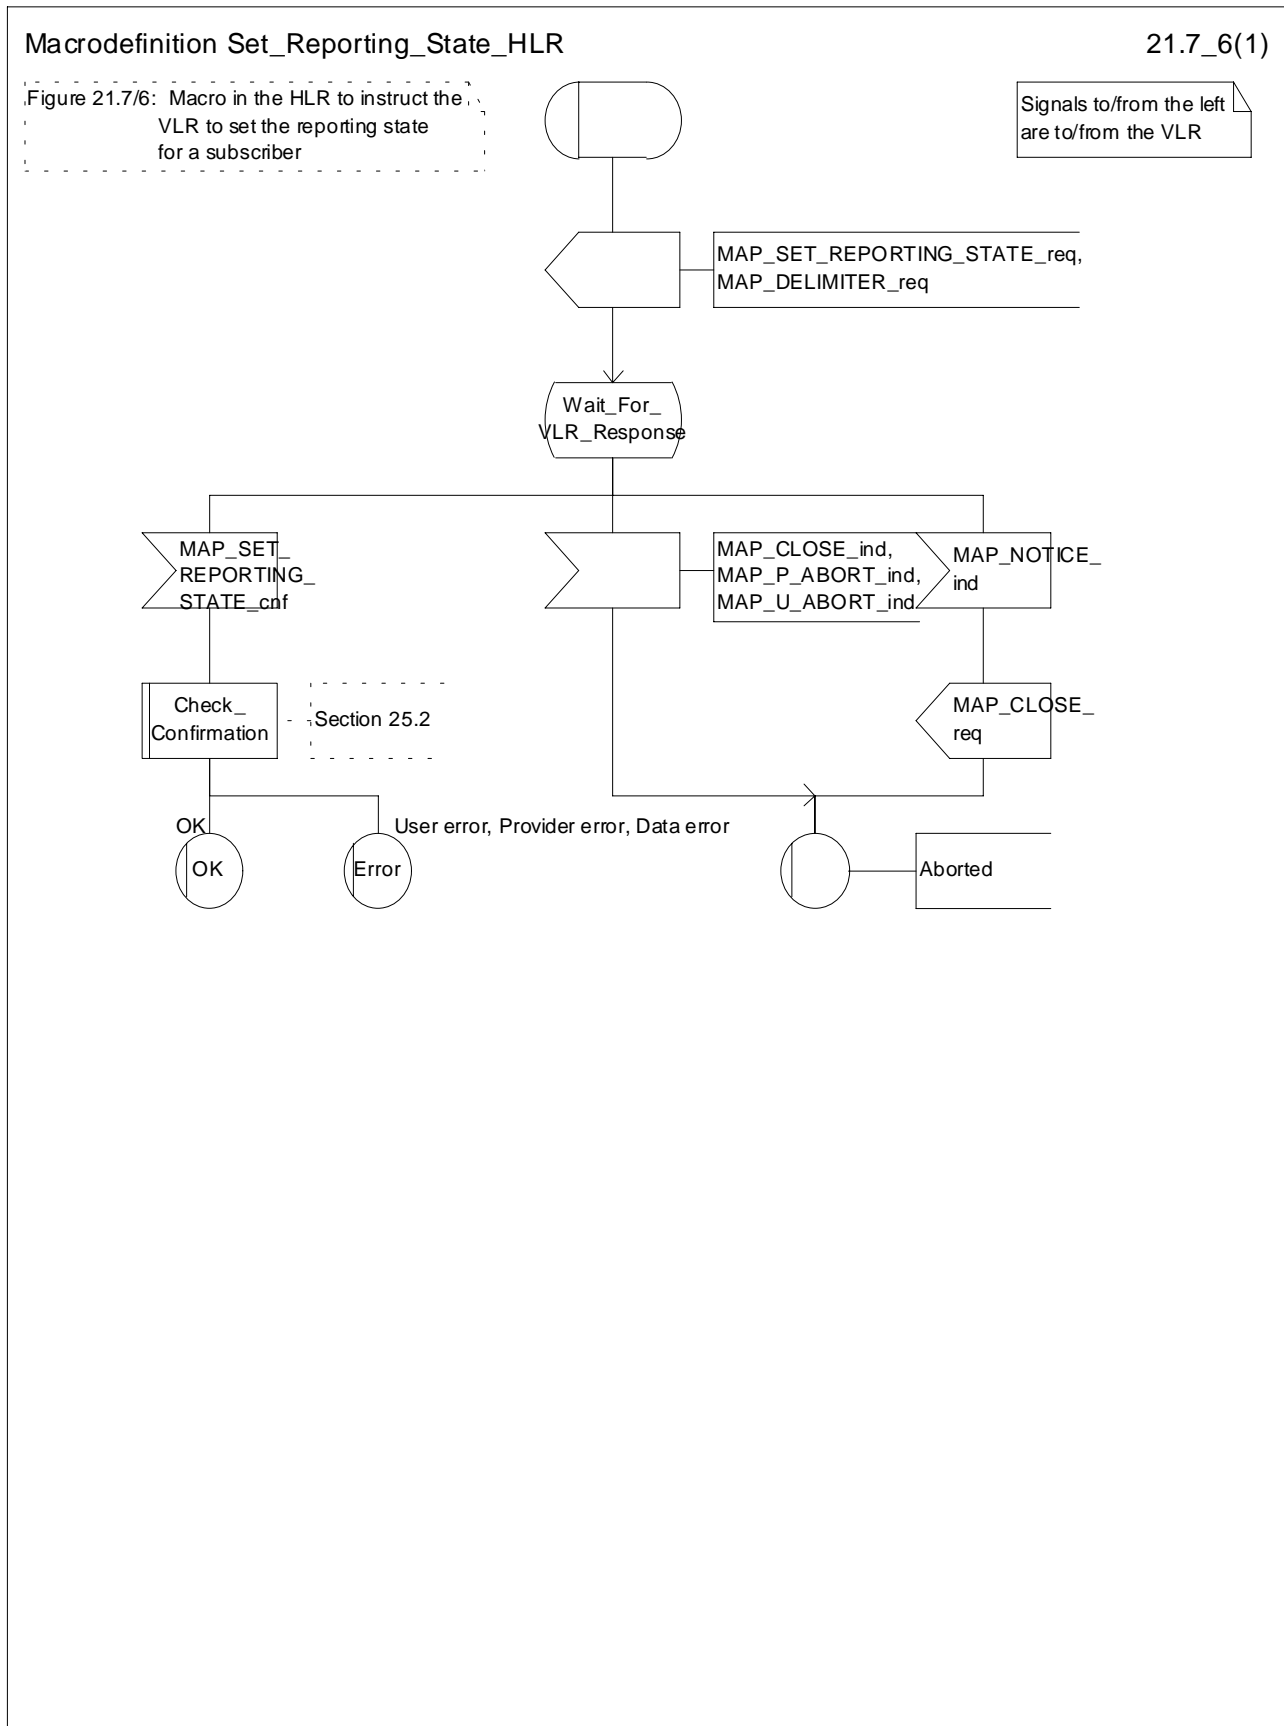 Macrodefinition Set_Reporting_State_HLR
21.7_6(1)
Figure 21.7/6: Macro in the HLR to instruct the
VLR to set the reporting state
for a subscriber
Signals to/from the left
are to/from the VLR
MAP_SET_REPORTING_STATE_req,
MAP_DELIMITER_req
Wait_For_
VLR_Response
MAP_SET_
REPORTING_
STATE_cnf
MAP_CLOSE_ind,
MAP_P_ABORT_ind,
MAP_U_ABORT_ind
MAP_NOTICE_
ind
Check_
Confirmation
Section 25.2
MAP_CLOSE_
req
OK
User error, Provider error, Data error
OK
Error
Aborted